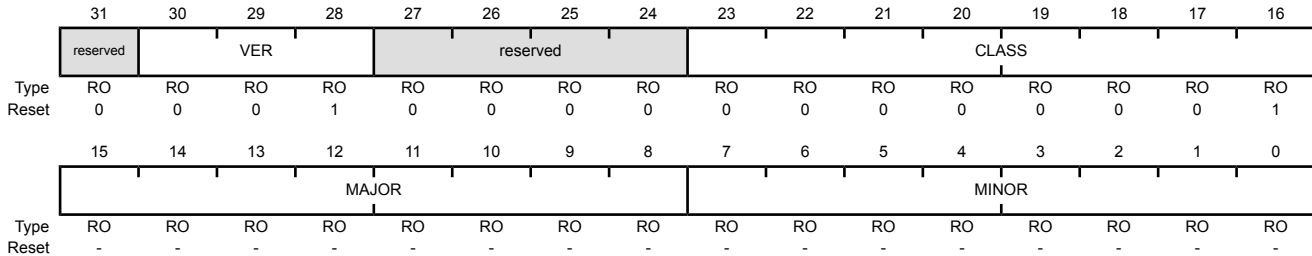 31 30 29 28 27 26 25 24 23 22 21 20 19 18 17 16
reserved VER reserved CLASS
Type RO RO RO RO RO RO RO RO RO RO RO RO RO RO RO RO
Reset 0 0 0 1 0 0 0 0 0 0 0 0 0 0 0 1
15 14 13 12 11 10 9 8 7 6 5 4 3 2 1 0
MAJOR MINOR
Type RO RO RO RO RO RO RO RO RO RO RO RO RO RO RO RO
Reset - - - - - - - - - - - - - - - -